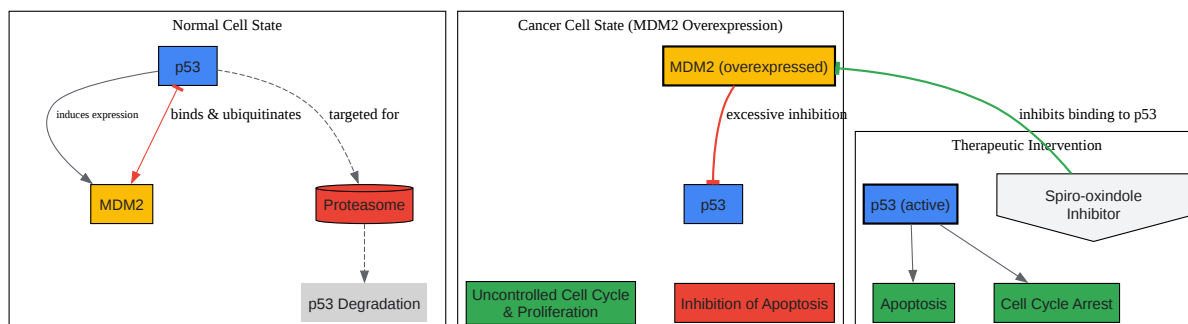 Normal Cell State
p53
induces expression
binds & ubiquitinates
targeted for
MDM2
Proteasome
p53 Degradation
Cancer Cell State (MDM2 Overexpression)
MDM2 (overexpressed)
excessive inhibition
p53
Uncontrolled Cell Cycle
& Proliferation
Inhibition of Apoptosis
inhibits binding to p53
Therapeutic Intervention
p53 (active)
Spiro-oxindole
Inhibitor
Apoptosis
Cell Cycle Arrest